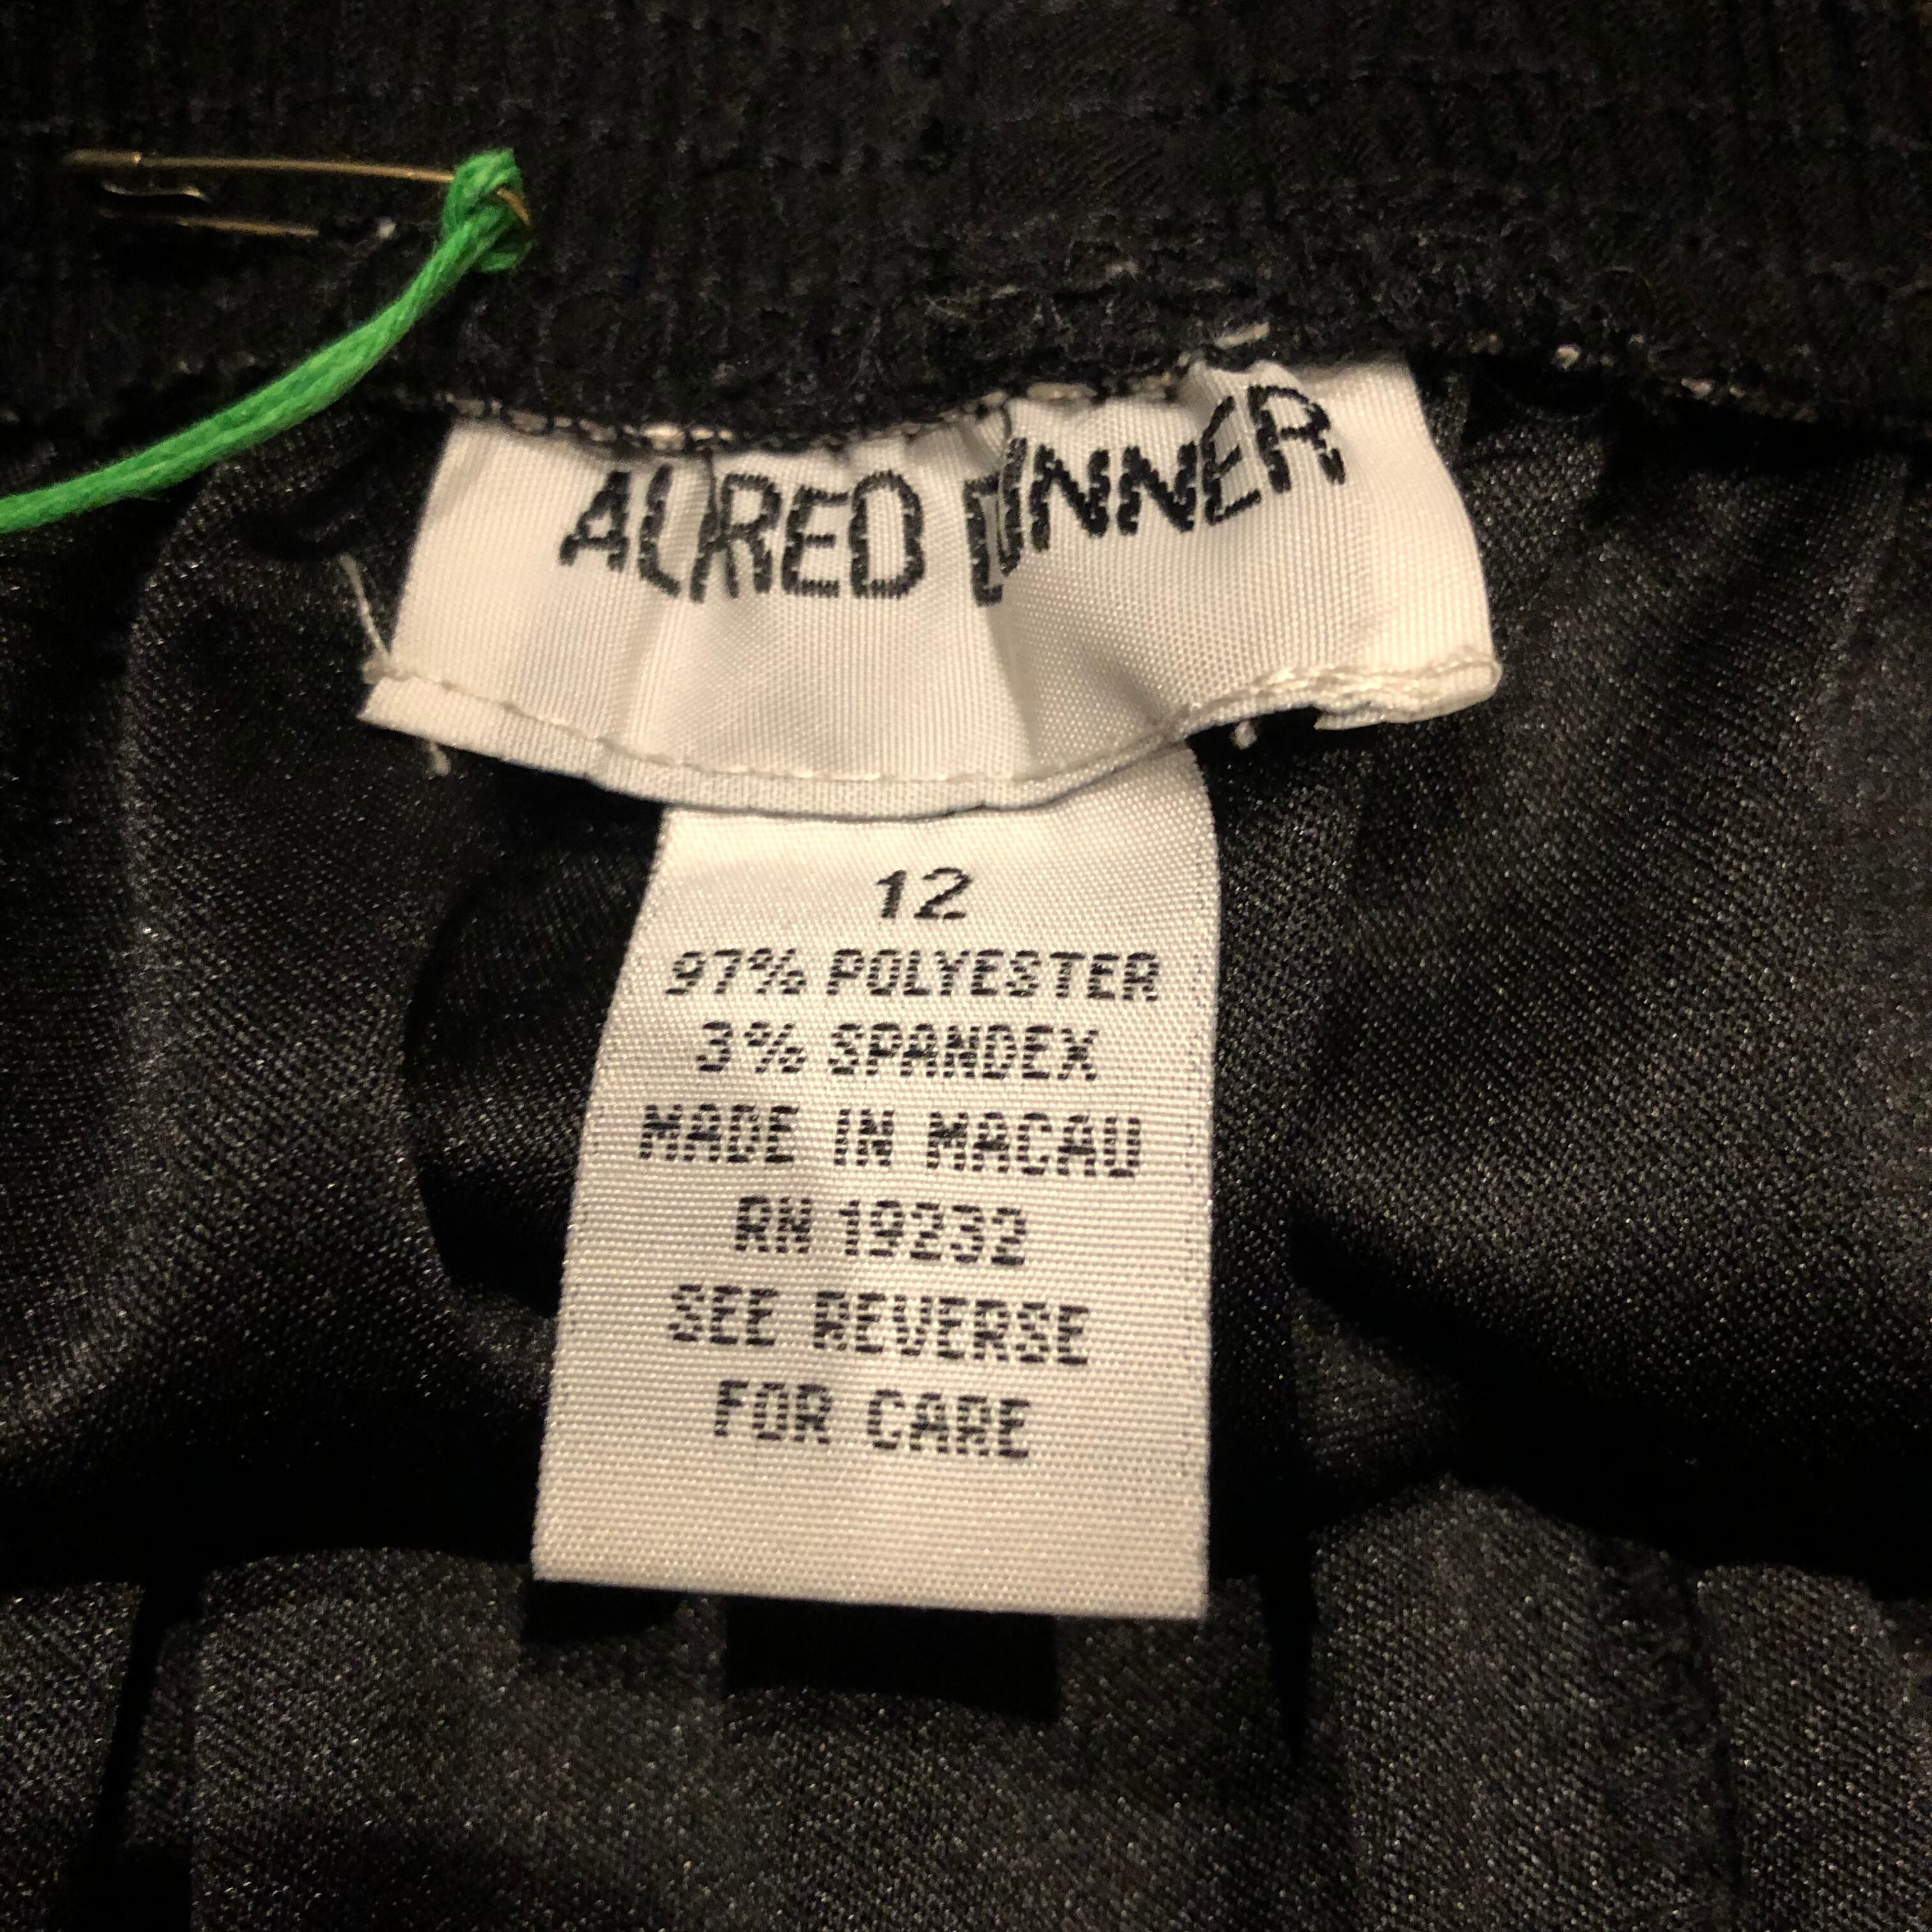 ALFRED DUNNER
12
97% POLYESTER
3% SPANDEX
MADE IN MACAU
RN 19232
SEE REVERSE
FOR CARE